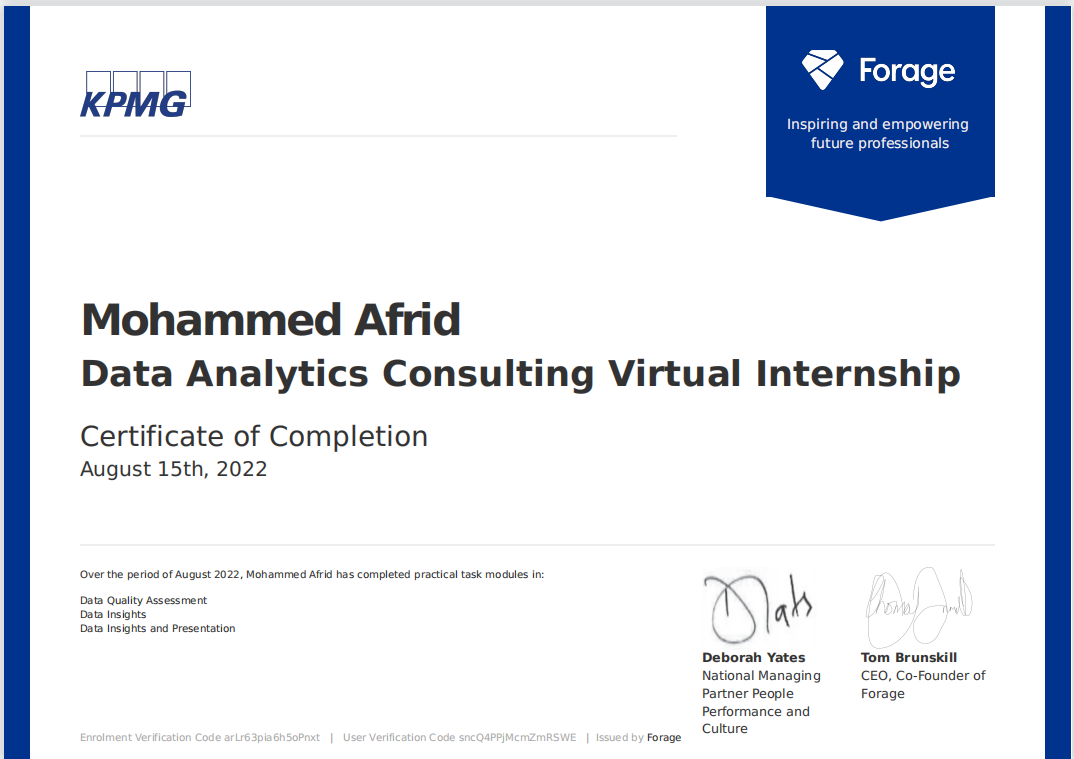 KPMG
Forage
Inspiring and empowering
future professionals
Mohammed Afrid
Data Analytics Consulting Virtual Internship
Certificate of Completion
August 15th, 2022
Over the period of August 2022, Mohammed Afrid has completed practical task modules in:
Data Quality Assessment
Data Insights
Data Insights and Presentation
Deborah Yates
National Managing
Partner People
Performance and
Culture
Tom Brunskill
CEO, Co-Founder of
Forage
Enrolment Verification Code arLr63pia6h5oPnxt | User Verification Code sncQ4PPjMcmZmRSWE | Issued by Forage